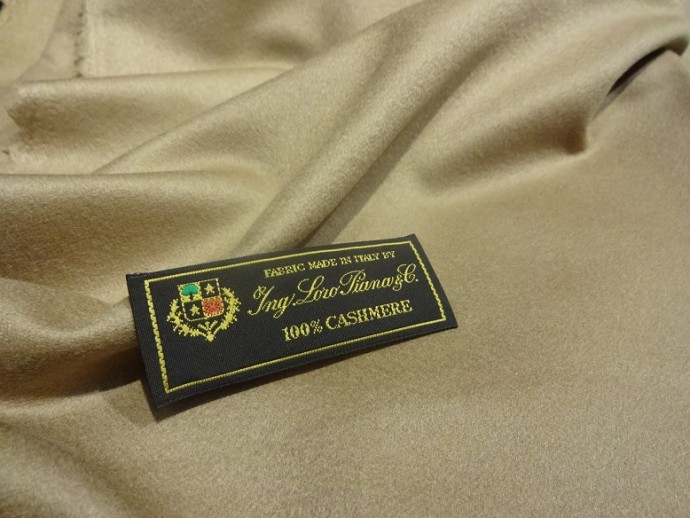 FABRIC MADE IN ITALY BY
Ing. Loro Piana & C.
100% CASHMERE